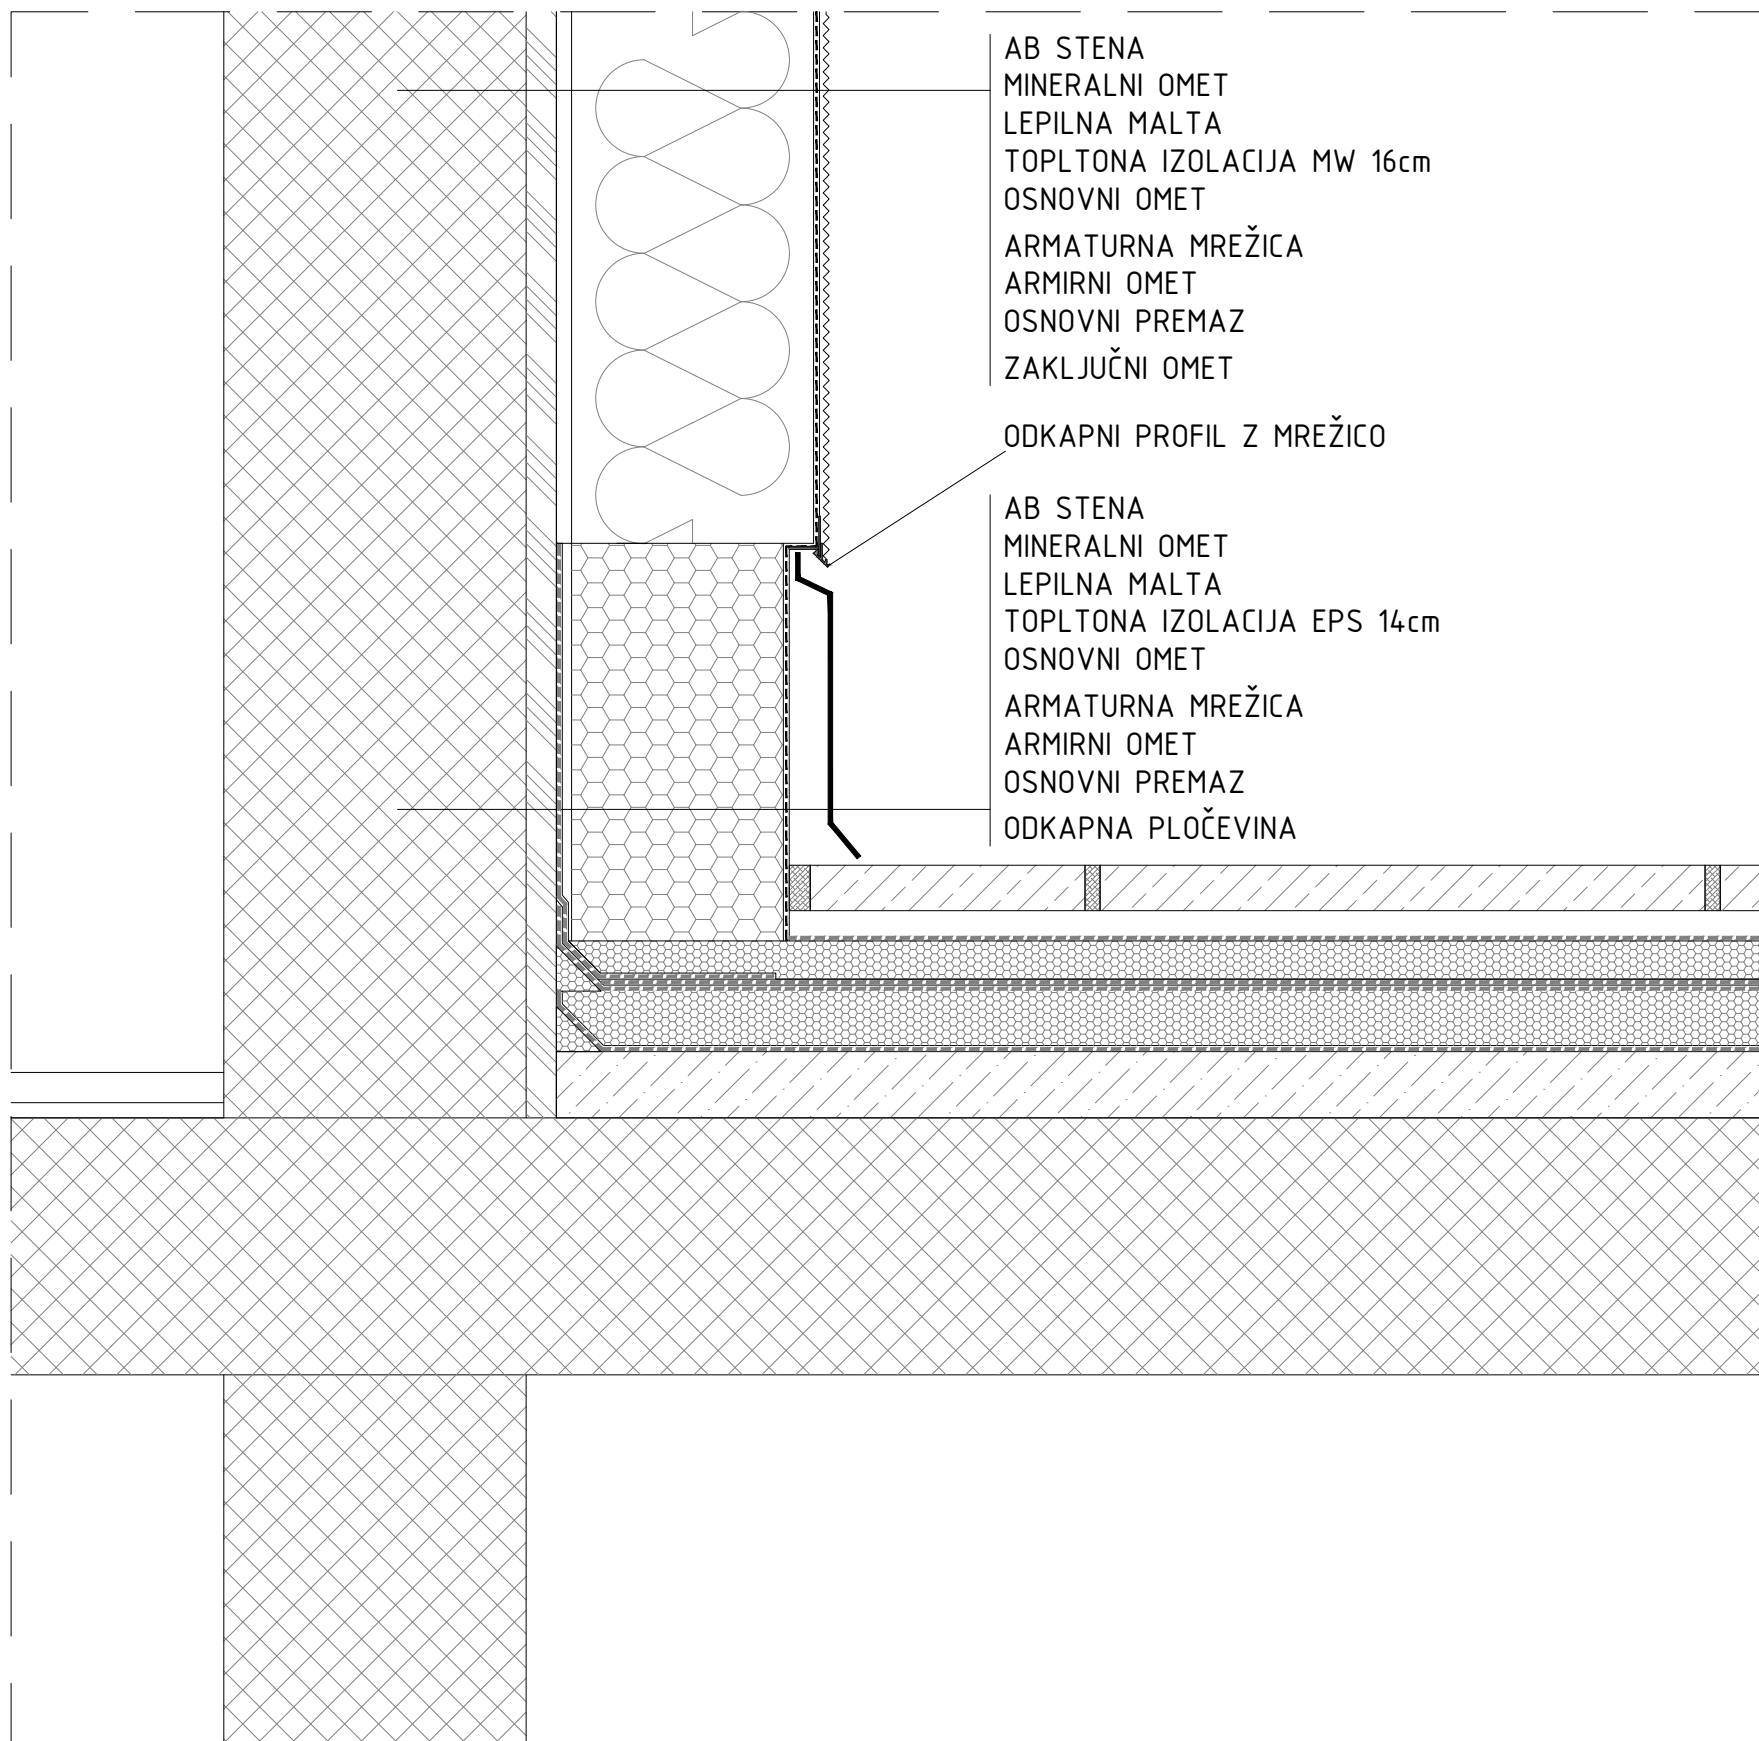 AB STENA
MINERALNI OMET
LEPILNA MALTA
TOPLTONA IZOLACIJA MW 16cm
OSNOVNI OMET
ARMATURNA MREŽICA
ARMIRNI OMET
OSNOVNI PREMAZ
ZAKLJUČNI OMET
ODKAPNI PROFIL Z MREŽICO
AB STENA
MINERALNI OMET
LEPILNA MALTA
TOPLTONA IZOLACIJA EPS 14cm
OSNOVNI OMET
ARMATURNA MREŽICA
ARMIRNI OMET
OSNOVNI PREMAZ
ODKAPNA PLOČEVINA